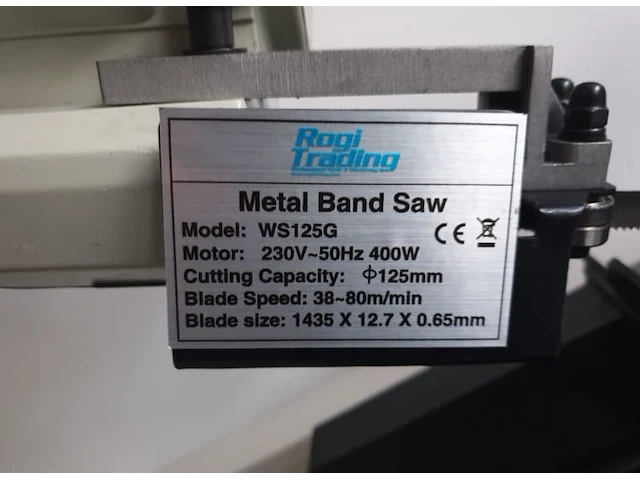 Rogi
Trading
Metal Band Saw
Model: WS125G
CE
Motor: 230V~50Hz 400W
Cutting Capacity: ϕ125mm
Blade Speed: 38~80m/min
Blade size: 1435 X 12.7 X 0.65mm